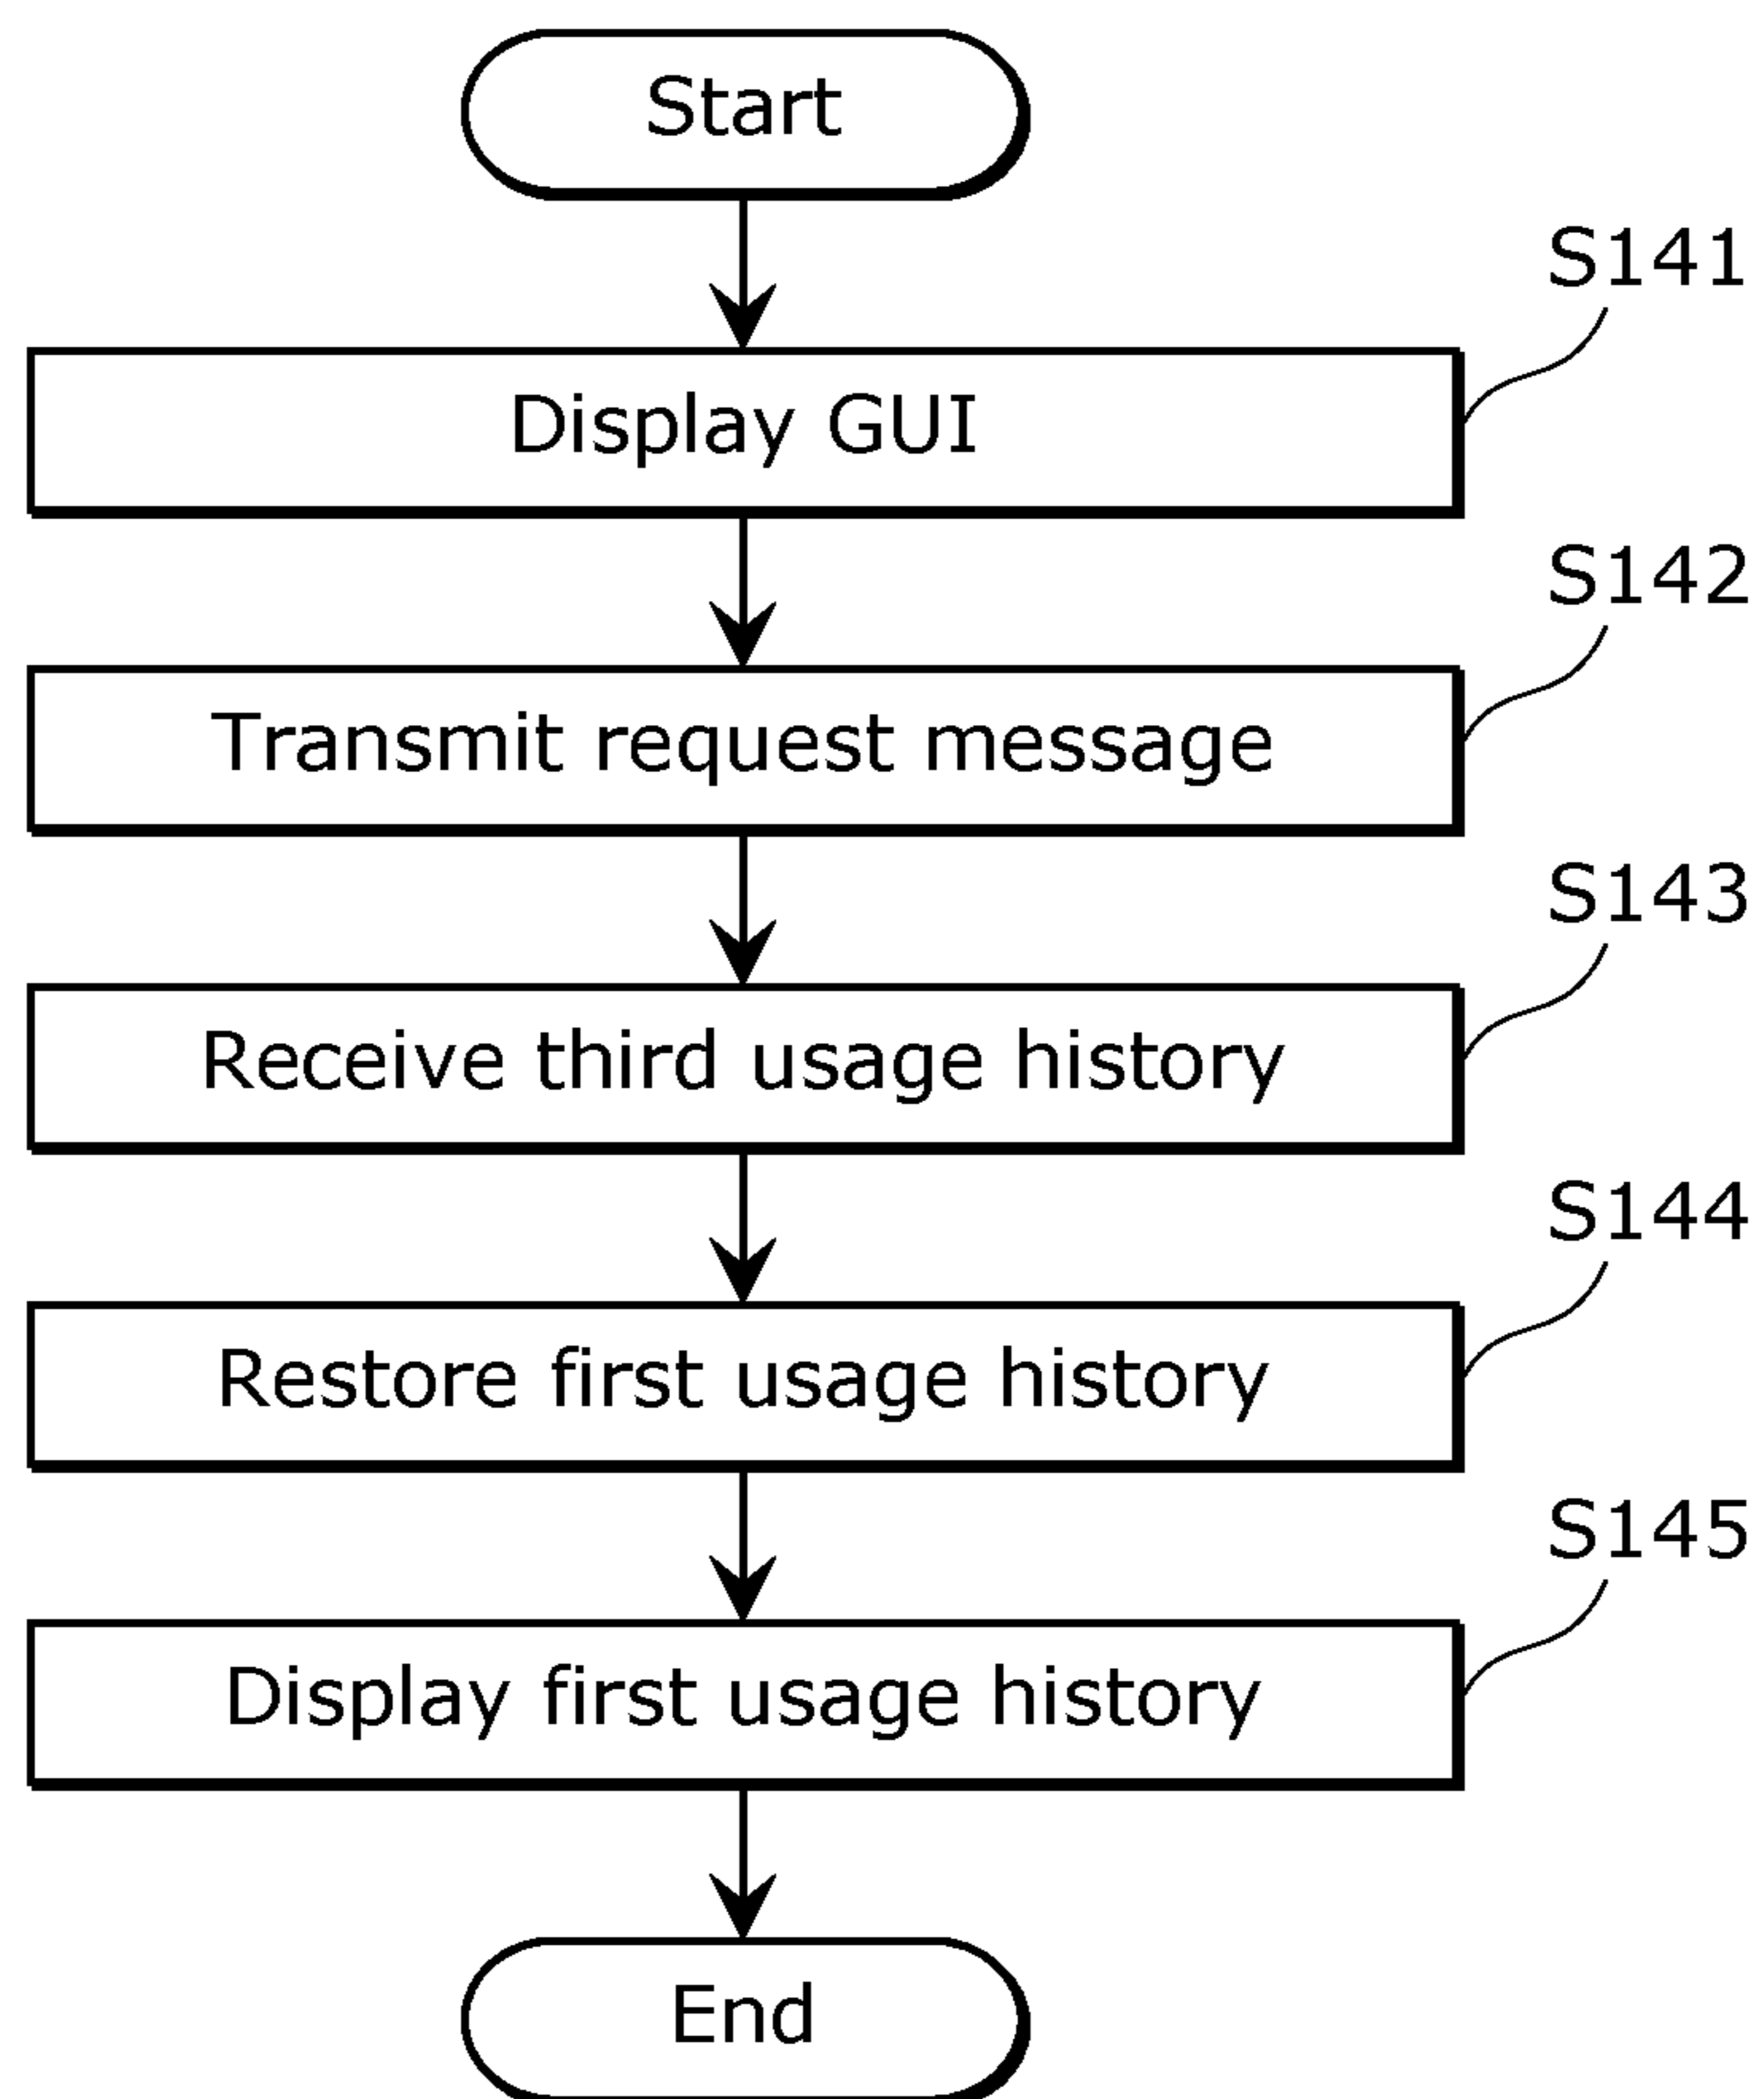 Start
S141
Display GUI
S142
Transmit request message
S143
Receive third usage history
S144
Restore first usage history
S145
Display first usage history
End